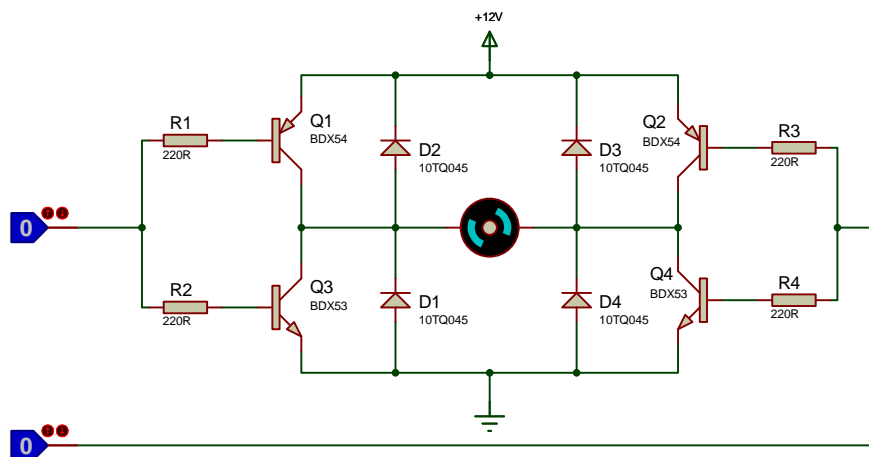 +12V
R1
220R
Q1
BDX54
D2
10TQ045
D3
10TQ045
Q2
BDX54
R3
220R
0
R2
220R
Q3
BDX53
D1
10TQ045
D4
10TQ045
Q4
BDX53
R4
220R
0